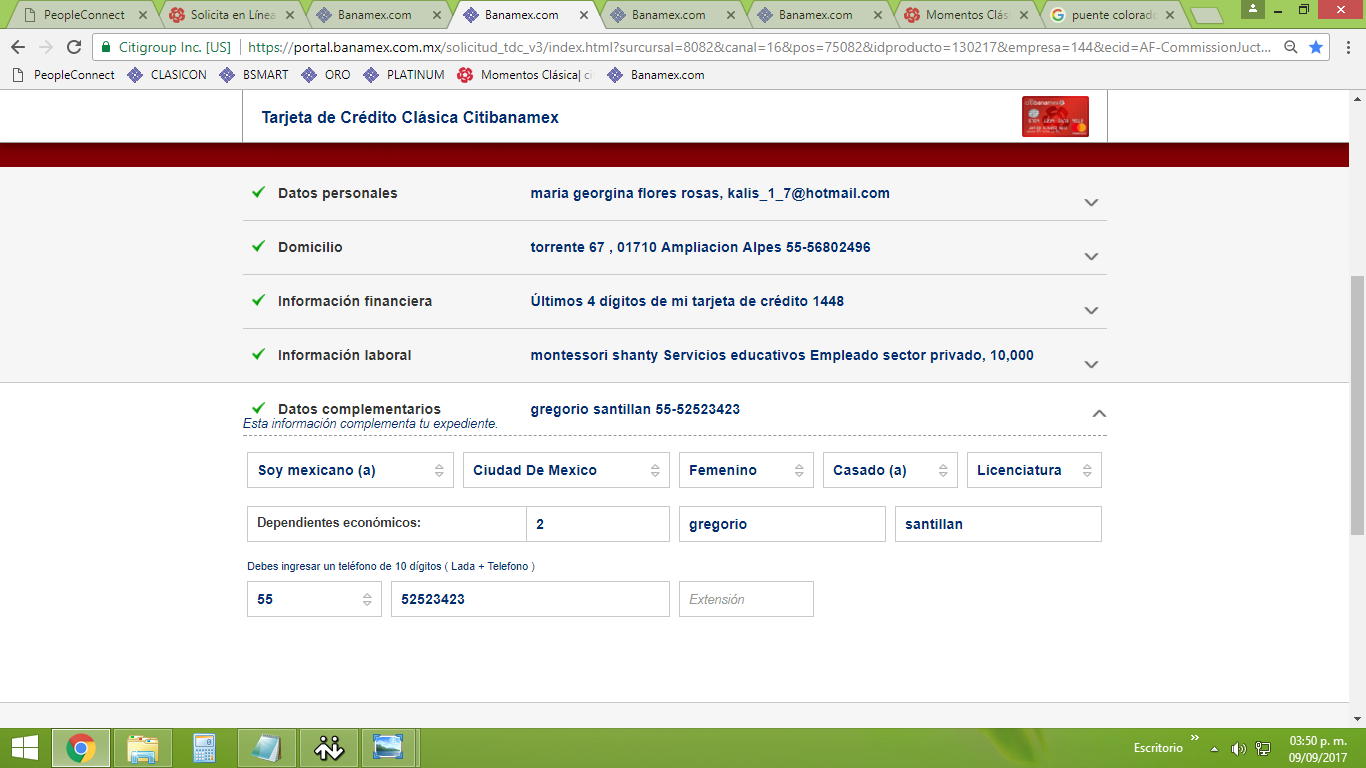 PeopleConnect
Solicita en Línea
Banamex.com
Banamex.com
Banamex.com
Banamex.com
Momentos Clás
puente colorado
Citigroup Inc. [US] https://portal.banamex.com.mx/solicitud_tdc_v3/index.html?surcursal=8082&canal=16&pos=75082&idproducto=130217&empresa=144&ecid=AF-CommissionJuct...
PeopleConnect CLASICON BSMART ORO PLATINUM Momentos Clásica| ci Banamex.com
Tarjeta de Crédito Clásica Citibanamex
citibanamex
Datos personales maria georgina flores rosas, kalis_1_7@hotmail.com
Domicilio torrente 67 , 01710 Ampliacion Alpes 55-56802496
Información financiera Últimos 4 dígitos de mi tarjeta de crédito 1448
Información laboral montessori shanty Servicios educativos Empleado sector privado, 10,000
Datos complementarios gregorio santillan 55-52523423
Esta información complementa tu expediente.
Soy mexicano (a) Ciudad De Mexico Femenino Casado (a) Licenciatura
Dependientes económicos: 2 gregorio santillan
Debes ingresar un teléfono de 10 dígitos ( Lada + Telefono )
55 52523423 Extensión
Escritorio
03:50 p. m.
09/09/2017